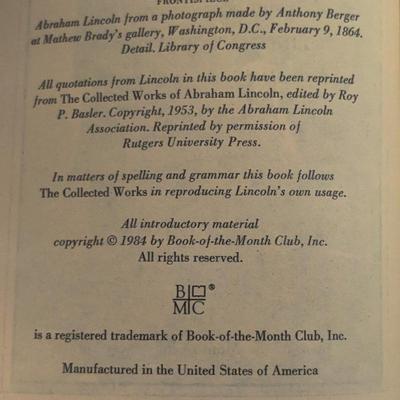 FRONTISPIECE
Abraham Lincoln from a photograph made by Anthony Berger
at Mathew Brady's gallery, Washington, D.C., February 9, 1864.
Detail. Library of Congress
All quotations from Lincoln in this book have been reprinted
from The Collected Works of Abraham Lincoln, edited by Roy
P. Basler. Copyright, 1953, by the Abraham Lincoln
Association. Reprinted by permission of
Rutgers University Press.
In matters of spelling and grammar this book follows
The Collected Works in reproducing Lincoln's own usage.
All introductory material
copyright © 1984 by Book-of-the-Month Club, Inc.
All rights reserved.
B ®
MC
is a registered trademark of Book-of-the-Month Club, Inc.
Manufactured in the United States of America